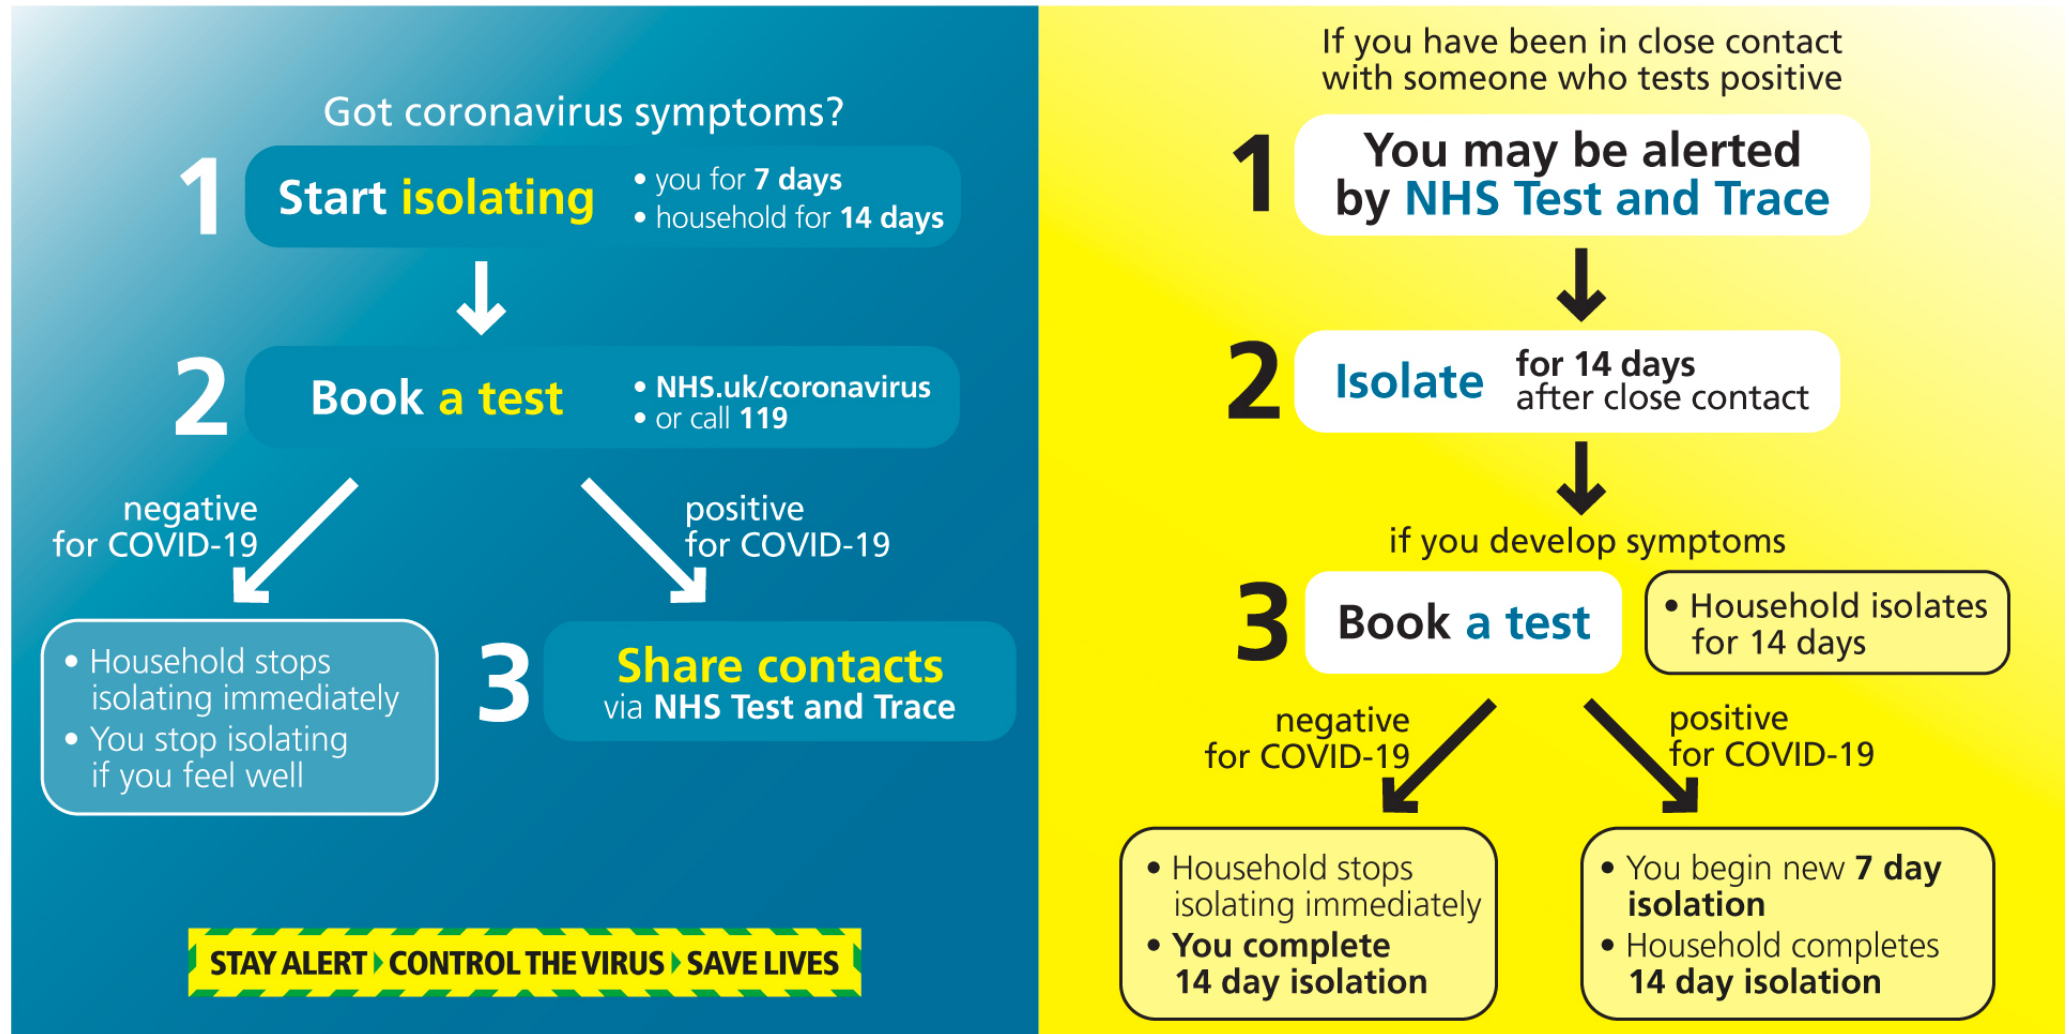 Got coronavirus symptoms?
1
Start isolating
• you for 7 days
• household for 14 days
2
Book a test
• NHS.uk/coronavirus
• or call 119
negative
for COVID-19
positive
for COVID-19
• Household stops
isolating immediately
• You stop isolating
if you feel well
3
Share contacts
via NHS Test and Trace
STAY ALERT CONTROL THE VIRUS SAVE LIVES
If you have been in close contact
with someone who tests positive
1
You may be alerted
by NHS Test and Trace
2
Isolate
for 14 days
after close contact
if you develop symptoms
3
Book a test
• Household isolates
for 14 days
negative
for COVID-19
positive
for COVID-19
• Household stops
isolating immediately
• You complete
14 day isolation
• You begin new 7 day
isolation
• Household completes
14 day isolation